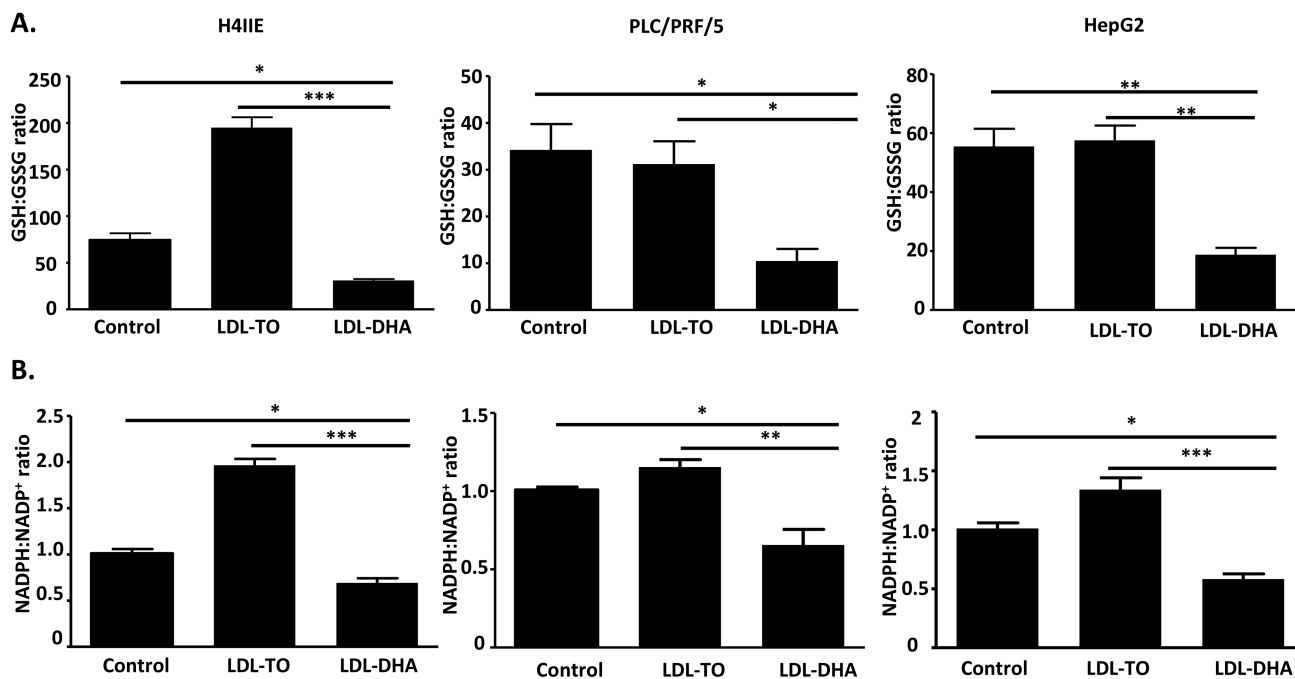 A.
H4IIE
PLC/PRF/5
HepG2
GSH:GSSG ratio
250
200
150
100
50
0
*
***
Control LDL-TO LDL-DHA
GSH:GSSG ratio
50
40
30
20
10
0
*
*
Control LDL-TO LDL-DHA
GSH:GSSG ratio
80
60
40
20
0
**
**
Control LDL-TO LDL-DHA
B.
NADPH:NADP⁺ ratio
2.5
2.0
1.5
1.0
0.5
0
*
***
Control LDL-TO LDL-DHA
NADPH:NADP⁺ ratio
1.5
1.0
0.5
0
*
**
Control LDL-TO LDL-DHA
NADPH:NADP⁺ ratio
2
1.5
1.0
0.5
0
*
***
Control LDL-TO LDL-DHA